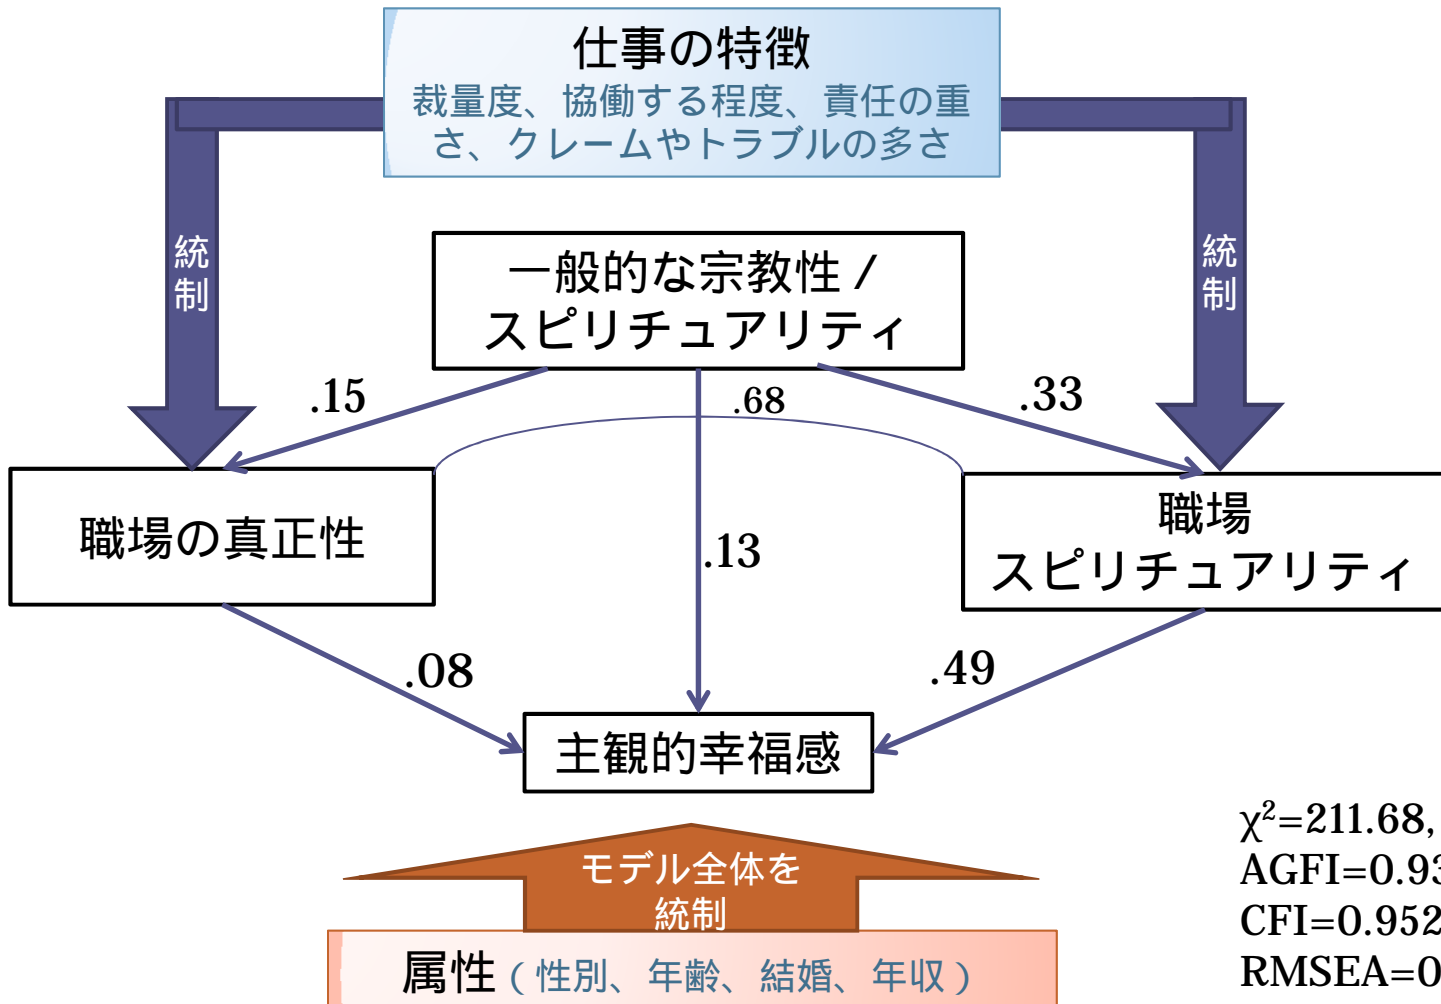 仕事の特徴
裁量度、協働する程度、責任の重
さ、クレームやトラブルの多さ
統
制
統
制
一般的な宗教性 /
スピリチュアリティ
.15
.68
.33
職場の真正性
職場
スピリチュアリティ
.13
.08
.49
主観的幸福感
χ²=211.68,
AGFI=0.93
CFI=0.952
RMSEA=0
モデル全体を
統制
属性（性別、年齢、結婚、年収）